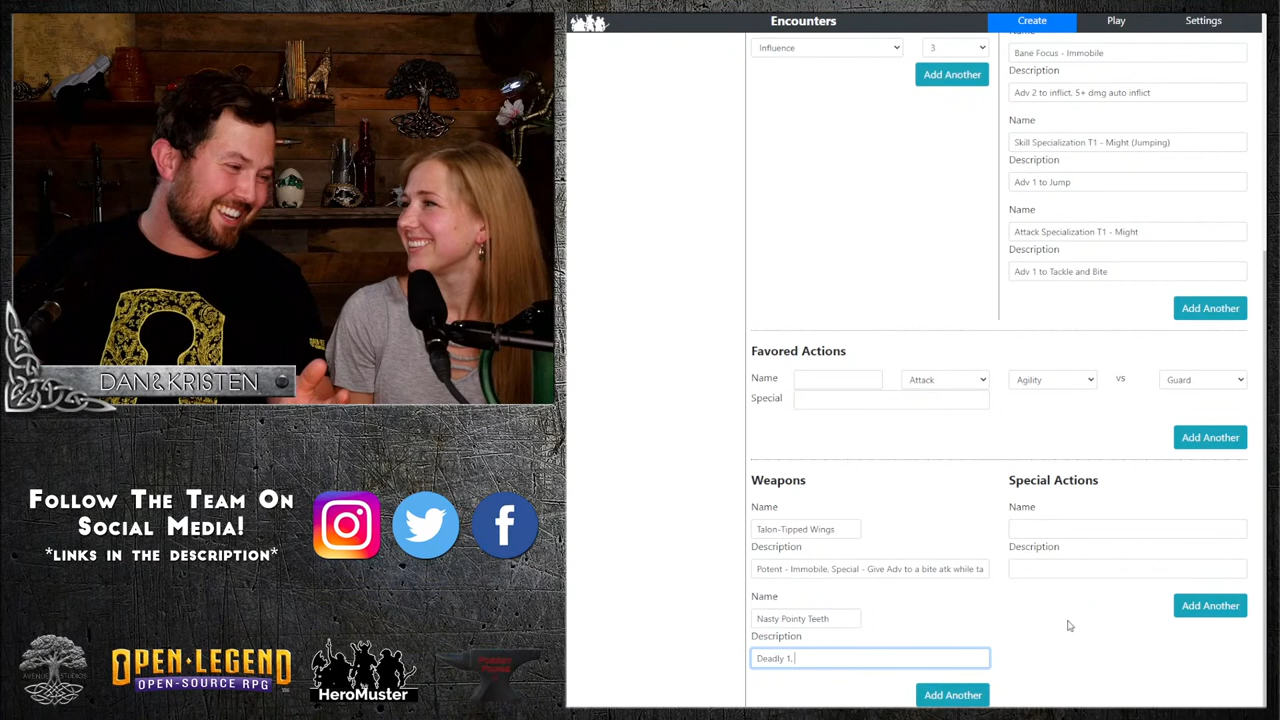 Encounters
Create
Play
Settings
Influence
3
Add Another
Name
Bane Focus - Immobile
Description
Adv 2 to inflict, 5+ dmg auto inflict
Name
Skill Specialization T1 - Might (Jumping)
Description
Adv 1 to Jump
Name
Attack Specialization T1 - Might
Description
Adv 1 to Tackle and Bite
Add Another
Favored Actions
Name
Attack
Agility
vs
Guard
Special
Add Another
Weapons
Name
Talon-Tipped Wings
Description
Potent - Immobile, Special - Give Adv to a bite atk while ta
Name
Nasty Pointy Teeth
Description
Deadly 1,
Add Another
Special Actions
Name
Description
Add Another
DAN & KRISTEN
Follow The Team On
Social Media!
*links in the description*
OPEN LEGEND
OPEN-SOURCE RPG
HeroMuster